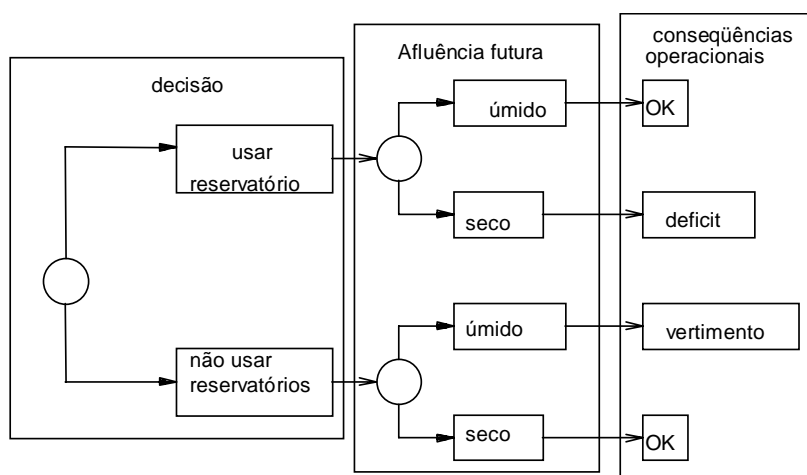 decisão
usar
reservatório
não usar
reservatórios
Afluência futura
úmido
seco
úmido
seco
conseqüências
operacionais
OK
deficit
vertimento
OK